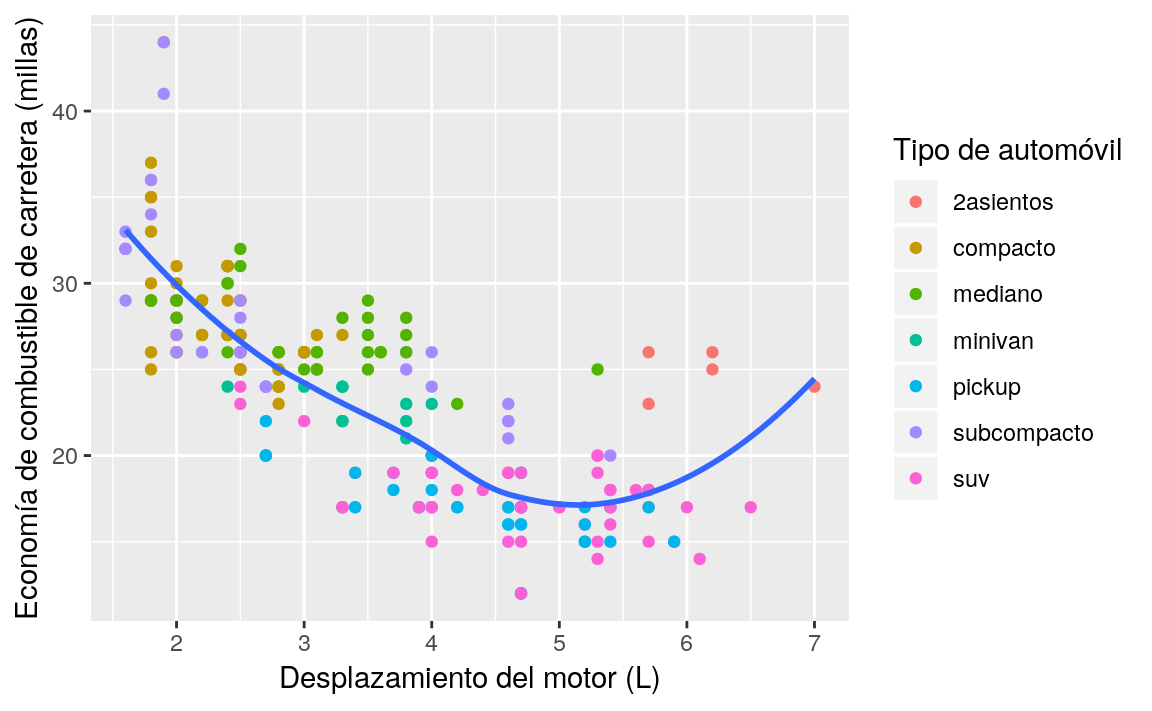 Economía de combustible de carretera (millas)
40
30
20
2 3 4 5 6 7
Desplazamiento del motor (L)
Tipo de automóvil
2asientos
compacto
mediano
minivan
pickup
subcompacto
suv